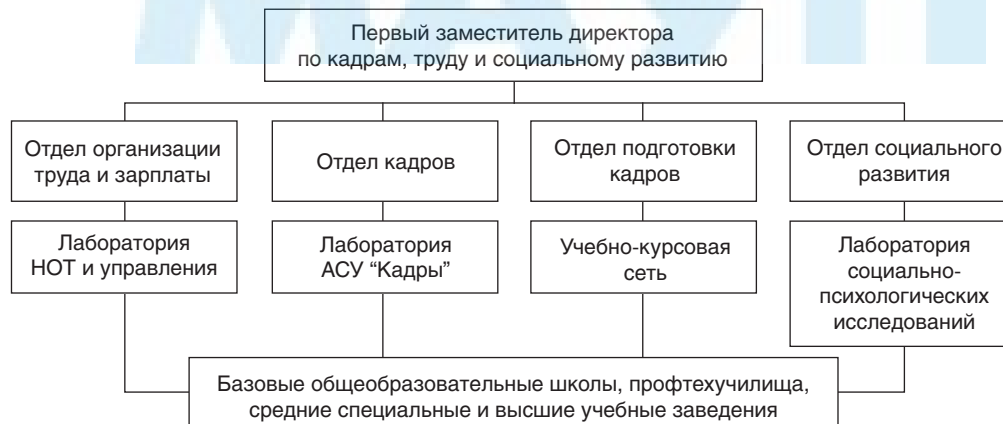 Первый заместитель директора
по кадрам, труду и социальному развитию
Отдел организации
труда и зарплаты
Отдел кадров
Отдел подготовки
кадров
Отдел социального
развития
Лаборатория
НОТ и управления
Лаборатория
АСУ “Кадры”
Учебно-курсовая
сеть
Лаборатория
социально-
психологических
исследований
Базовые общеобразовательные школы, профтехучилища,
средние специальные и высшие учебные заведения